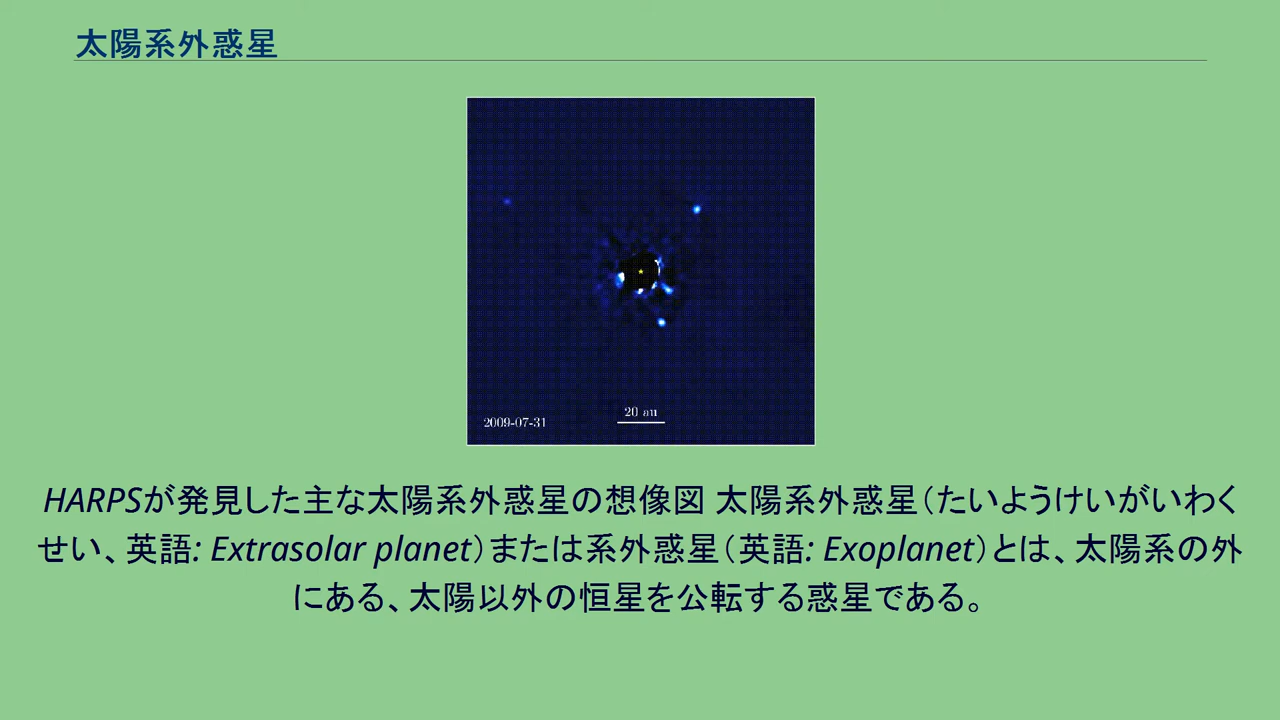 太陽系外惑星
20 au
2009-07-31
HARPSが発見した主な太陽系外惑星の想像図 太陽系外惑星（たいようけいがいわく
せい、英語: Extrasolar planet）または系外惑星（英語: Exoplanet）とは、太陽系の外
にある、太陽以外の恒星を公転する惑星である。